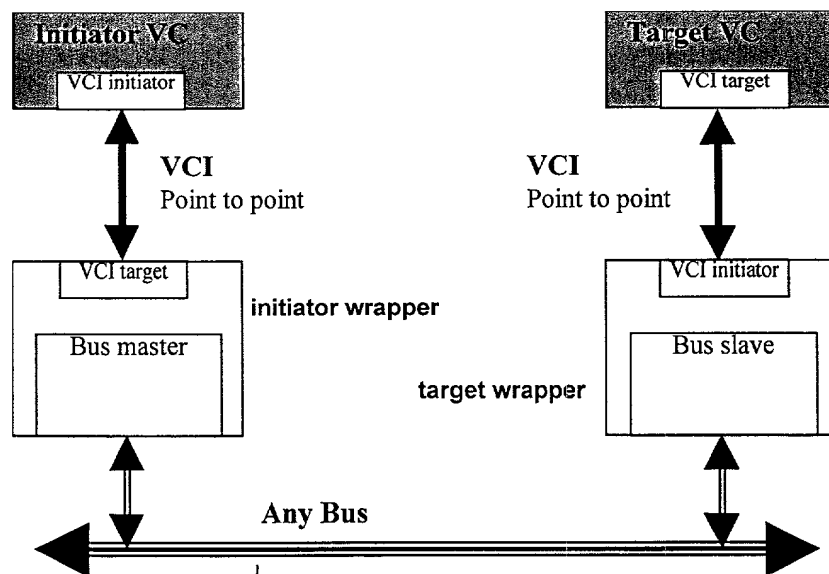 Initiator VC
VCI initiator
VCI
Point to point
VCI target
initiator wrapper
Bus master
Target VC
VCI target
VCI
Point to point
VCI initiator
target wrapper
Bus slave
Any Bus